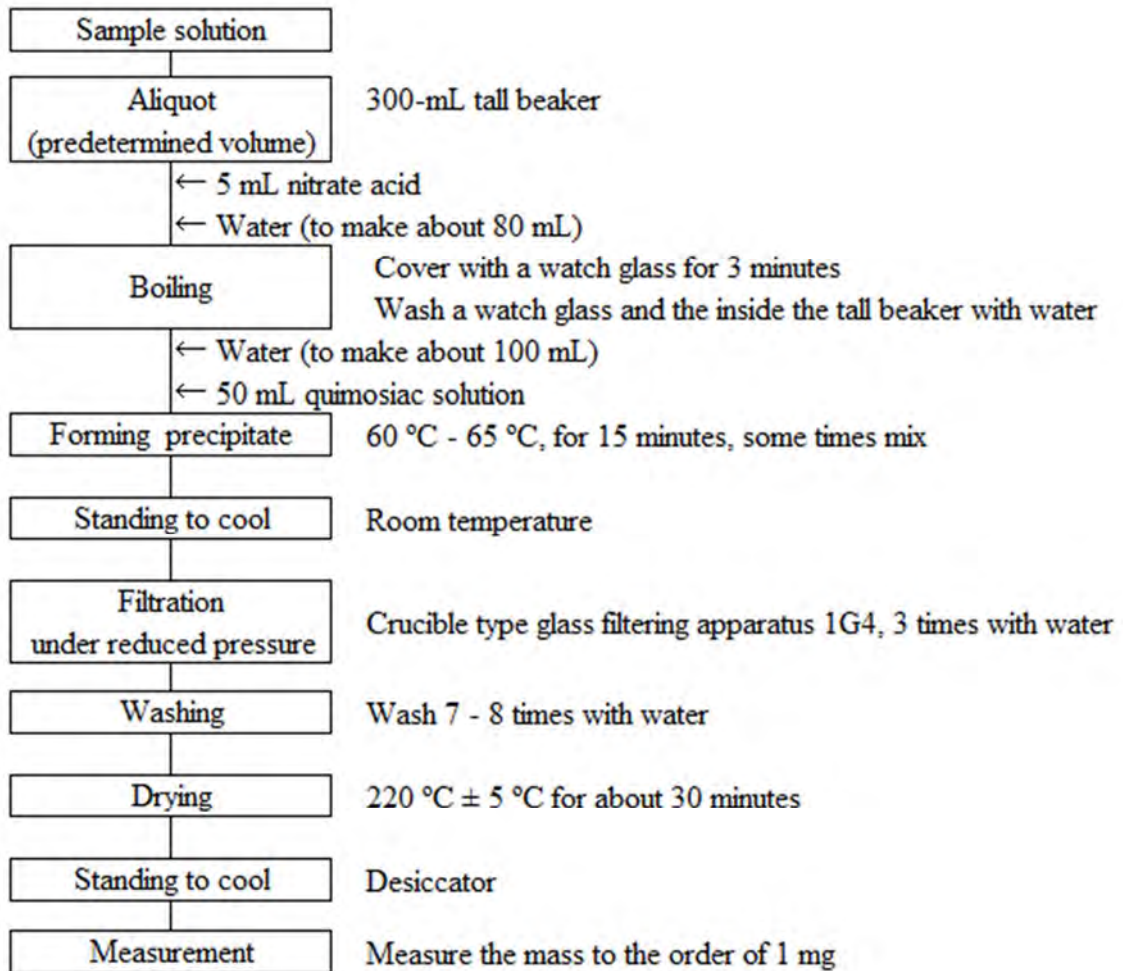 Sample solution
Aliquot
(predetermined volume)
300-mL tall beaker
← 5 mL nitrate acid
← Water (to make about 80 mL)
Boiling
Cover with a watch glass for 3 minutes
Wash a watch glass and the inside the tall beaker with water
← Water (to make about 100 mL)
← 50 mL quimosiac solution
Forming precipitate
60 °C - 65 °C, for 15 minutes, some times mix
Standing to cool
Room temperature
Filtration
under reduced pressure
Crucible type glass filtering apparatus 1G4, 3 times with water
Washing
Wash 7 - 8 times with water
Drying
220 °C ± 5 °C for about 30 minutes
Standing to cool
Desiccator
Measurement
Measure the mass to the order of 1 mg